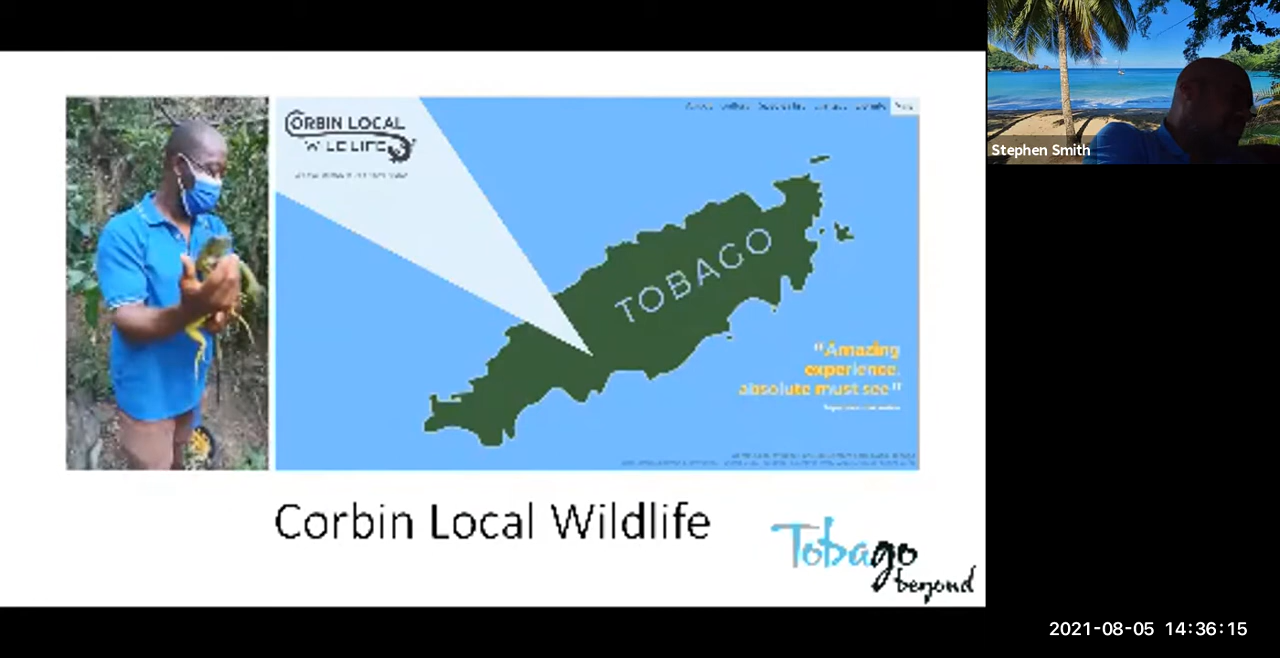 CORBIN LOCAL
WILDLIFE
TOBAGO
"Amazing
experience,
absolute must see"
Corbin Local Wildlife
Tobago
beyond
Stephen Smith
2021-08-05 14:36:15